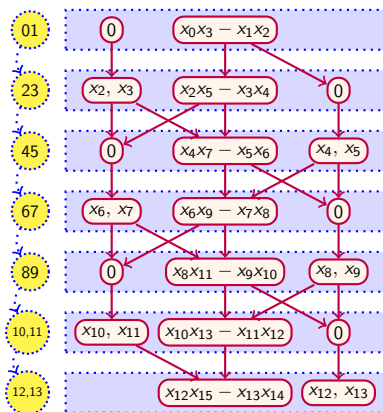 01 0 x₀x₃ − x₁x₂
23 x₂, x₃ x₂x₅ − x₃x₄ 0
45 0 x₄x₇ − x₅x₆ x₄, x₅
67 x₆, x₇ x₆x₉ − x₇x₈ 0
89 0 x₈x₁₁ − x₉x₁₀ x₈, x₉
10,11 x₁₀, x₁₁ x₁₀x₁₃ − x₁₁x₁₂ 0
12,13 x₁₂x₁₅ − x₁₃x₁₄ x₁₂, x₁₃